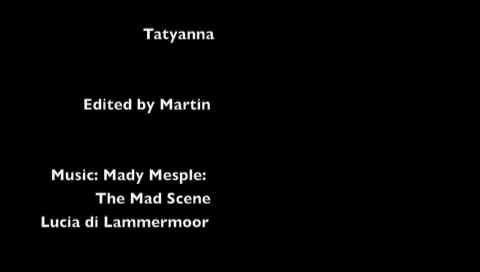 Tatyanna
Edited by Martin
Music: Mady Mesple:
The Mad Scene
Lucia di Lammermoor